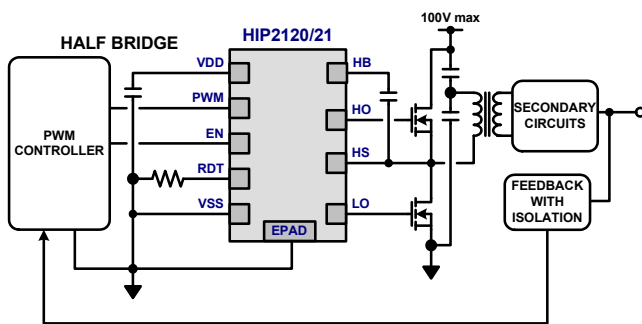 100V max
HALF BRIDGE
HIP2120/21
VDD
HB
PWM
HO
EN
HS
RDT
VSS
LO
EPAD
PWM
CONTROLLER
SECONDARY
CIRCUITS
FEEDBACK
WITH
ISOLATION